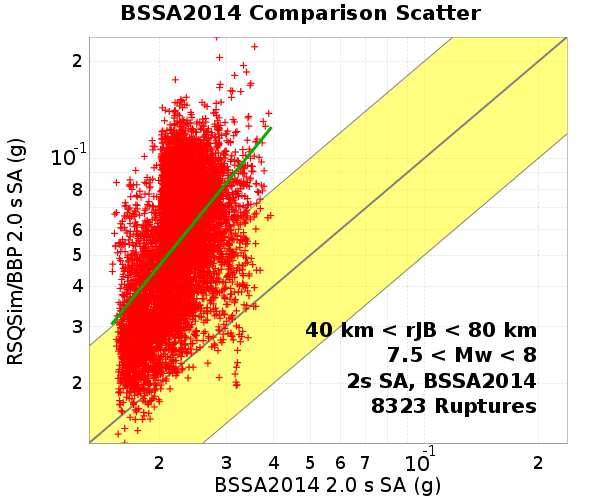 BSSA2014 Comparison Scatter
RSQSim/BBP 2.0 s SA (g)
2
10-1
8
6
5
4
3
2
40 km < rJB < 80 km
7.5 < Mw < 8
2s SA, BSSA2014
8323 Ruptures
2 3 4 5 6 7 10-1 2
BSSA2014 2.0 s SA (g)